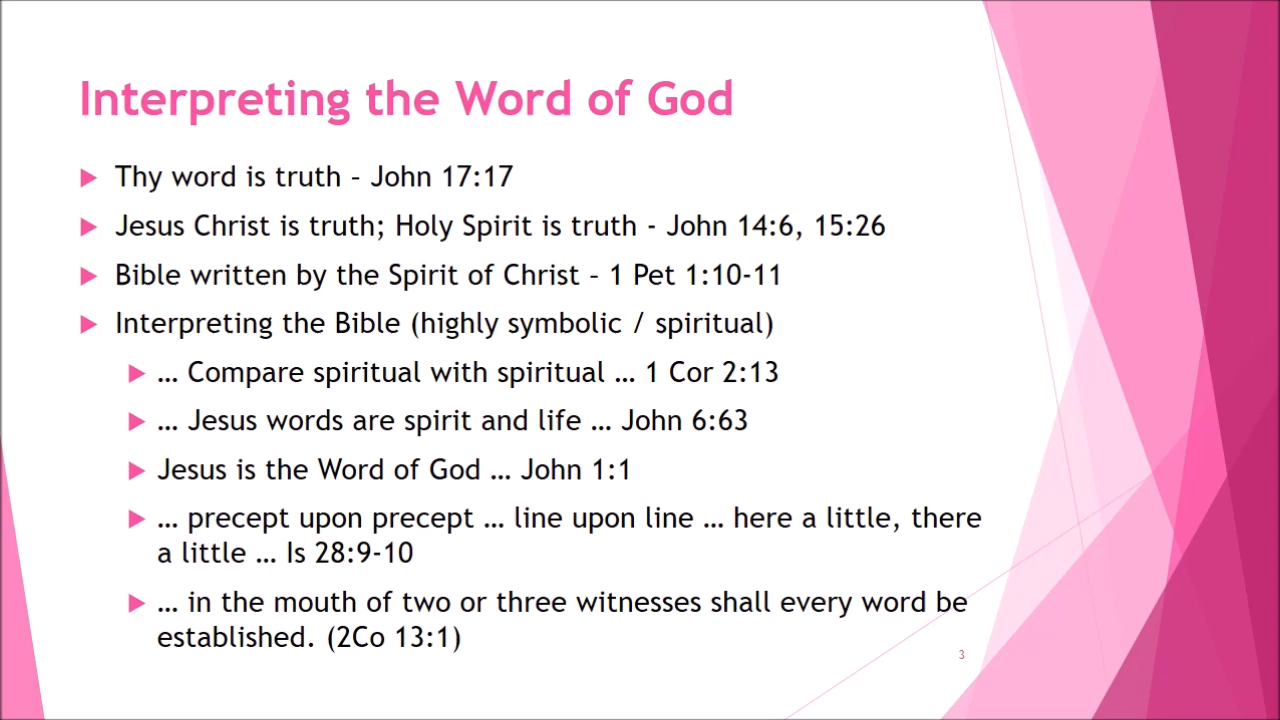 Interpreting the Word of God
Thy word is truth – John 17:17
Jesus Christ is truth; Holy Spirit is truth - John 14:6, 15:26
Bible written by the Spirit of Christ – 1 Pet 1:10-11
Interpreting the Bible (highly symbolic / spiritual)
… Compare spiritual with spiritual … 1 Cor 2:13
… Jesus words are spirit and life … John 6:63
Jesus is the Word of God … John 1:1
… precept upon precept … line upon line … here a little, there
a little … Is 28:9-10
… in the mouth of two or three witnesses shall every word be
established. (2Co 13:1)
3